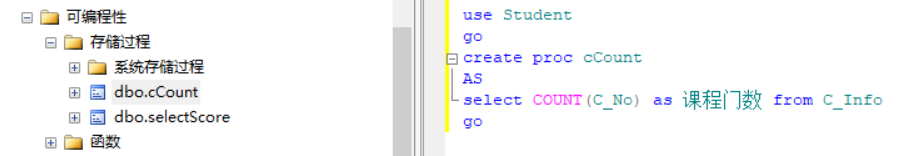 可编程性
存储过程
系统存储过程
dbo.cCount
dbo.selectScore
函数
use Student
go
create proc cCount
AS
select COUNT(C_No) as 课程门数 from C_Info
go